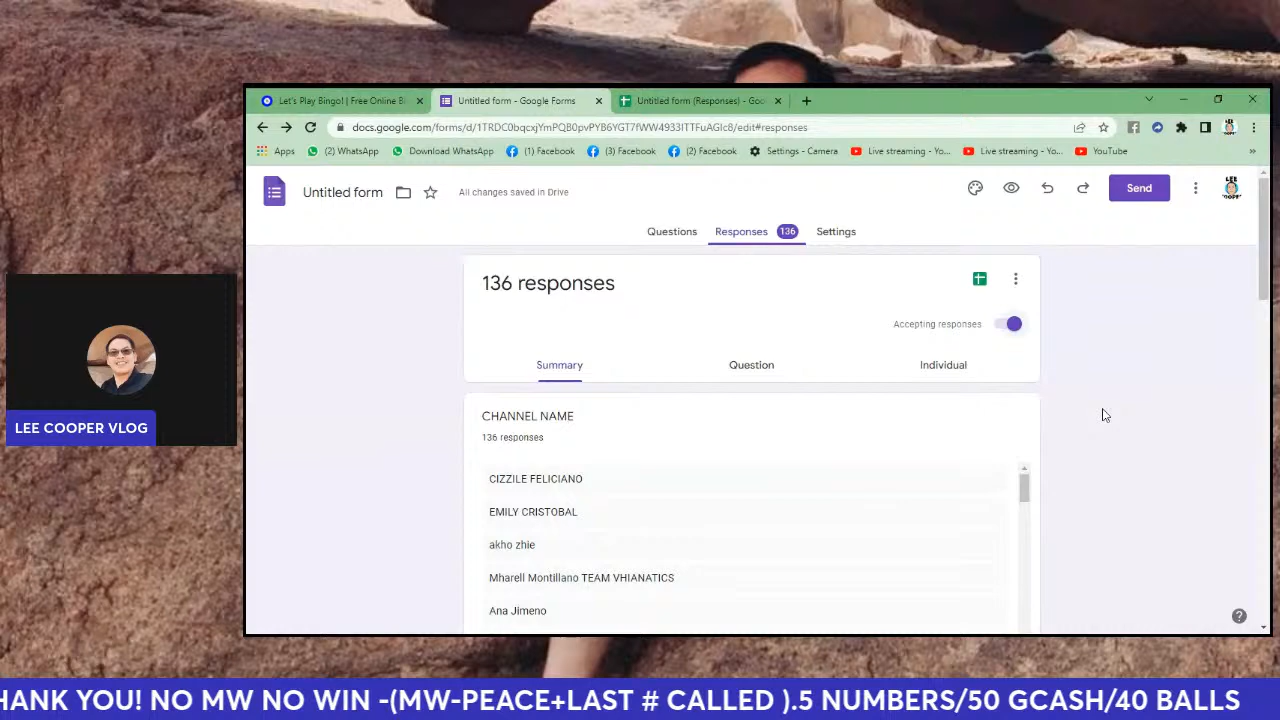 Let's Play Bingo! | Free Online B
Untitled form - Google Forms
Untitled form (Responses) - Goo
docs.google.com/forms/d/1TRDC0bqcxjYmPQB0pvPYB6YGT7fWW4933ITTFuAGIc8/edit#responses
Apps
(2) WhatsApp
Download WhatsApp
(1) Facebook
(3) Facebook
(2) Facebook
Settings - Camera
Live streaming - Yo...
Live streaming - Yo...
YouTube
Untitled form
All changes saved in Drive
Send
Questions
Responses 136
Settings
136 responses
Accepting responses
Summary
Question
Individual
CHANNEL NAME
136 responses
CIZZILE FELICIANO
EMILY CRISTOBAL
akho zhie
Mharell Montillano TEAM VHIANATICS
Ana Jimeno
LEE COOPER VLOG
HANK YOU! NO MW NO WIN -(MW-PEACE+LAST # CALLED ).5 NUMBERS/50 GCASH/40 BALLS